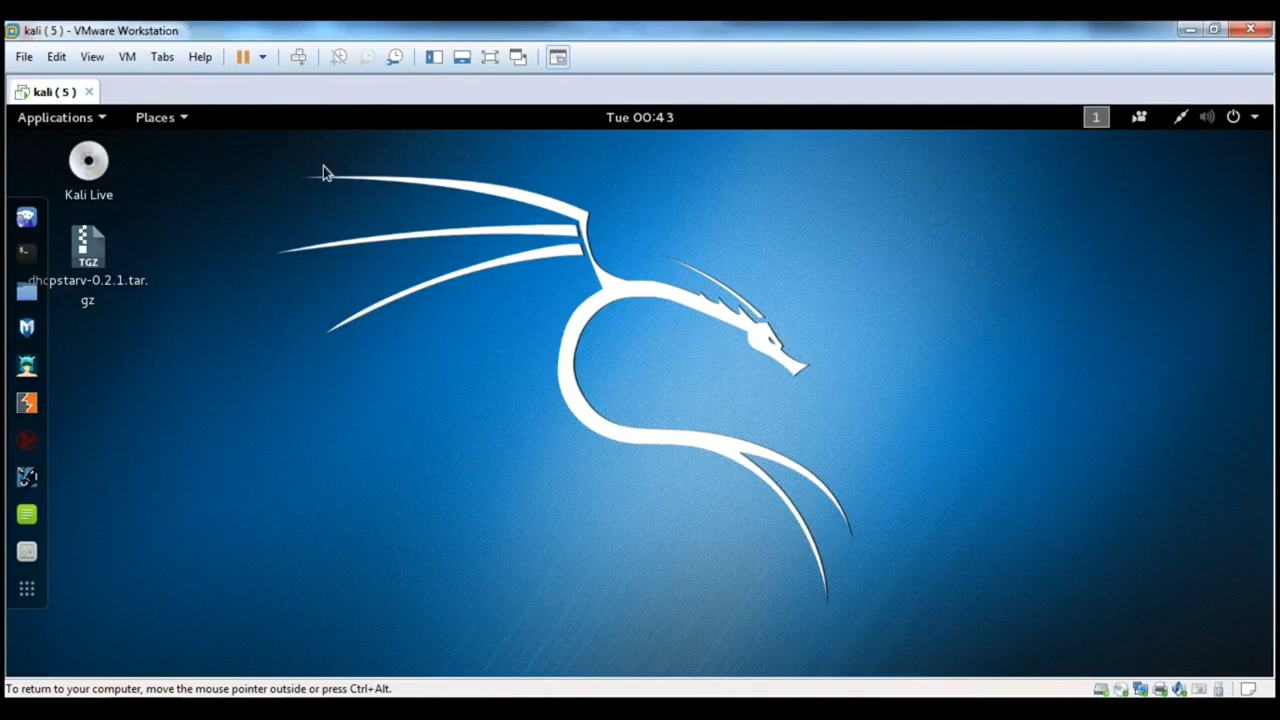 kali ( 5 ) - VMware Workstation
File Edit View VM Tabs Help
kali ( 5 )
Applications Places Tue 00:43 1
Kali Live
TGZ
dhcpstarv-0.2.1.tar.
gz
To return to your computer, move the mouse pointer outside or press Ctrl+Alt.